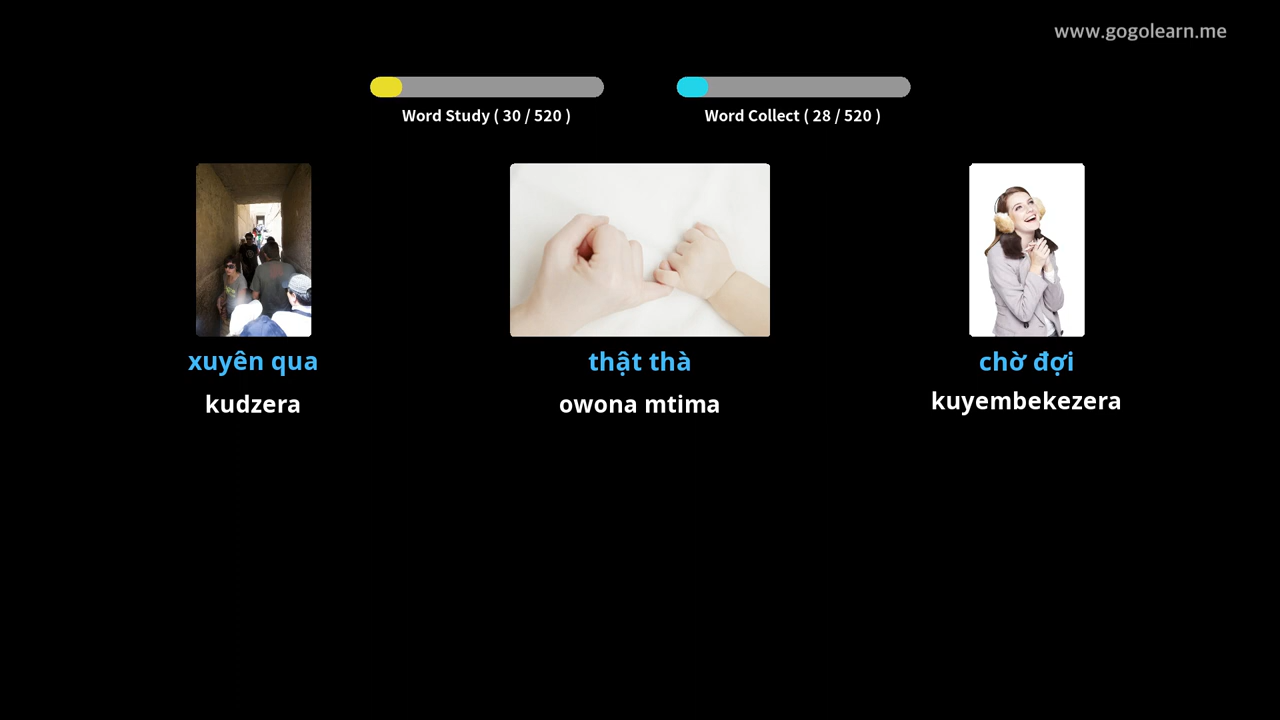 www.gogolearn.me
Word Study ( 30 / 520 )
Word Collect ( 28 / 520 )
xuyên qua
thật thà
chờ đợi
kudzera
owona mtima
kuyembekezera